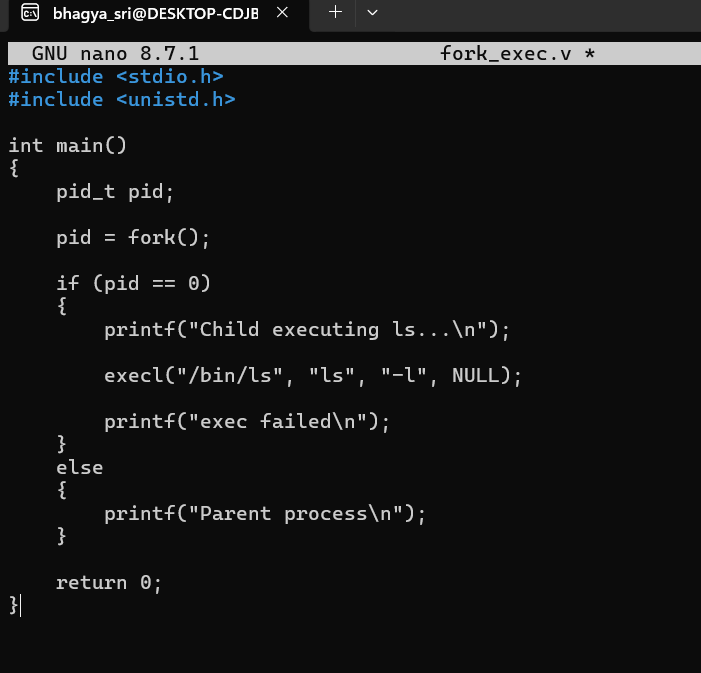 bhagya_sri@DESKTOP-CDJB
GNU nano 8.7.1 fork_exec.v *
#include <stdio.h>
#include <unistd.h>
int main()
{
    pid_t pid;
    pid = fork();
    if (pid == 0)
    {
        printf("Child executing ls...\n");
        execl("/bin/ls", "ls", "-l", NULL);
        printf("exec failed\n");
    }
    else
    {
        printf("Parent process\n");
    }
    return 0;
}